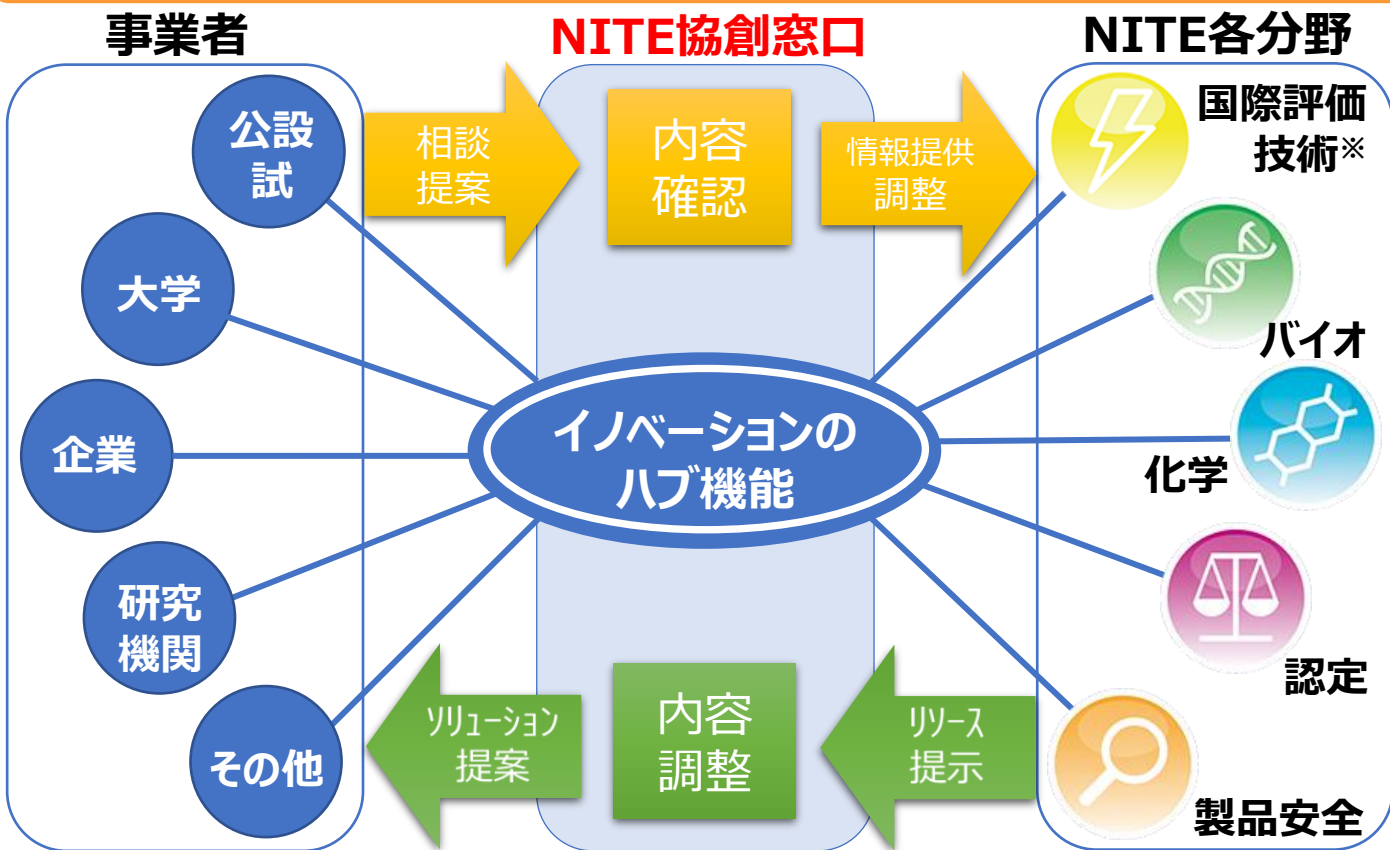 事業者
NITE協創窓口
NITE各分野
公設
試
大学
企業
研究
機関
その他
相談
提案
内容
確認
情報提供
調整
イノベーションの
ハブ機能
ソリューション
提案
内容
調整
リソース
提示
国際評価
技術※
バイオ
化学
認定
製品安全